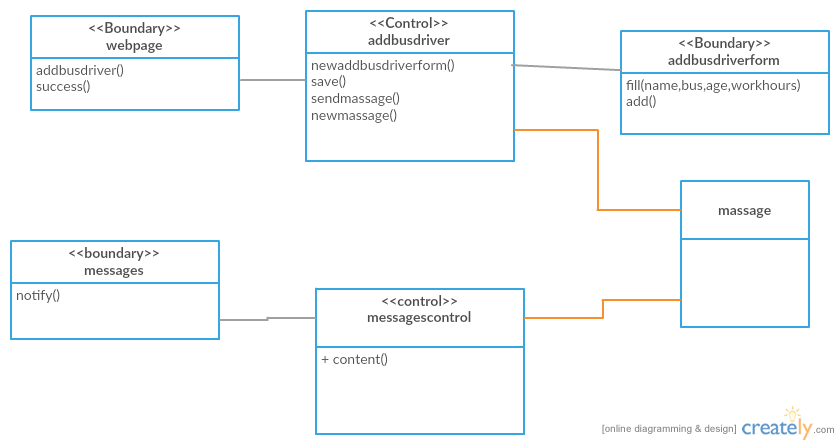 <<Boundary>>
webpage
addbusdriver()
success()
<<Control>>
addbusdriver
newaddbusdriverform()
save()
sendmassage()
newmassage()
<<Boundary>>
addbusdriverform
fill(name,bus,age,workhours)
add()
massage
<<boundary>>
messages
notify()
<<control>>
messagescontrol
+ content()
[online diagramming & design] creately.com